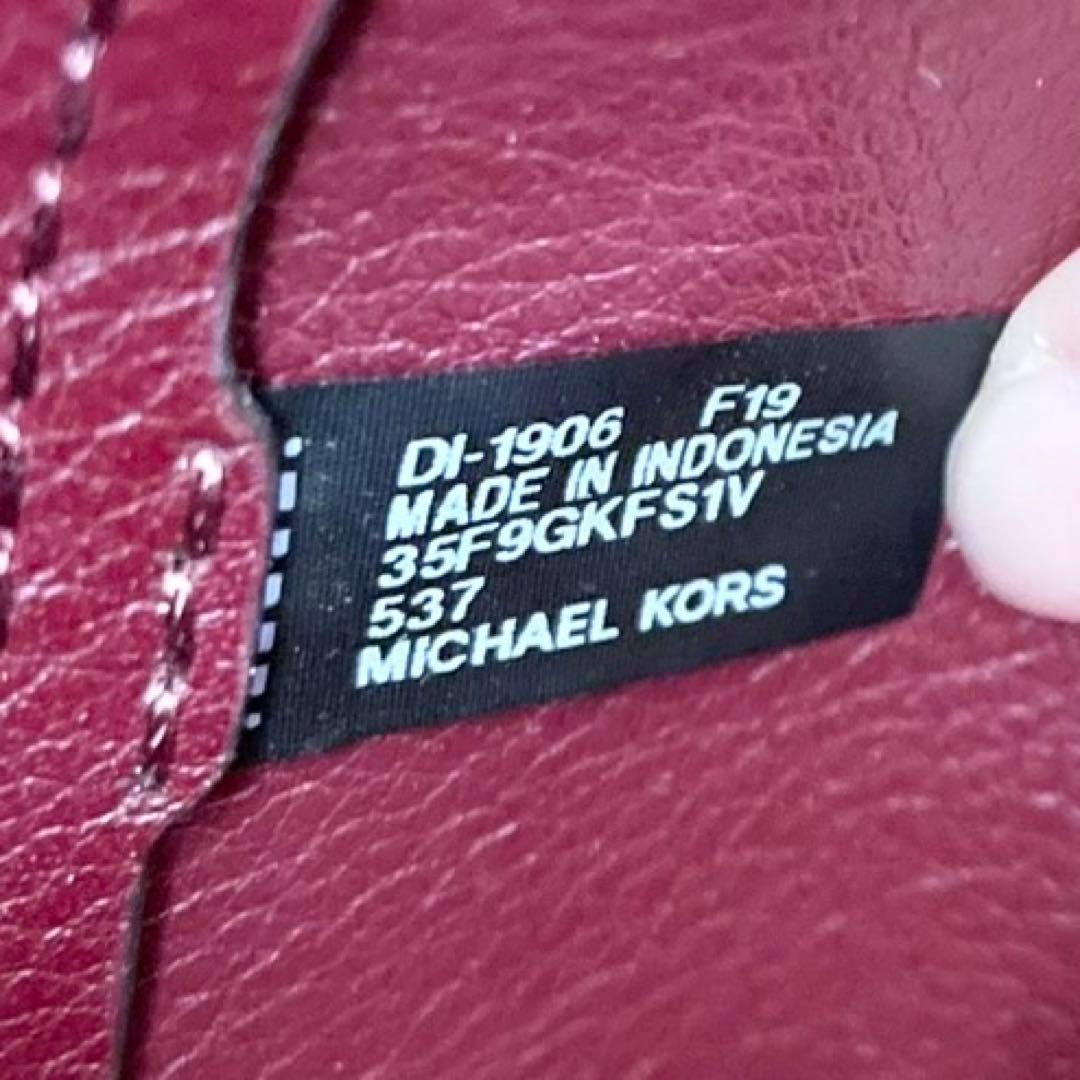 DI-1906 F19
MADE IN INDONESIA
35F9GKFS1V
537
MICHAEL KORS